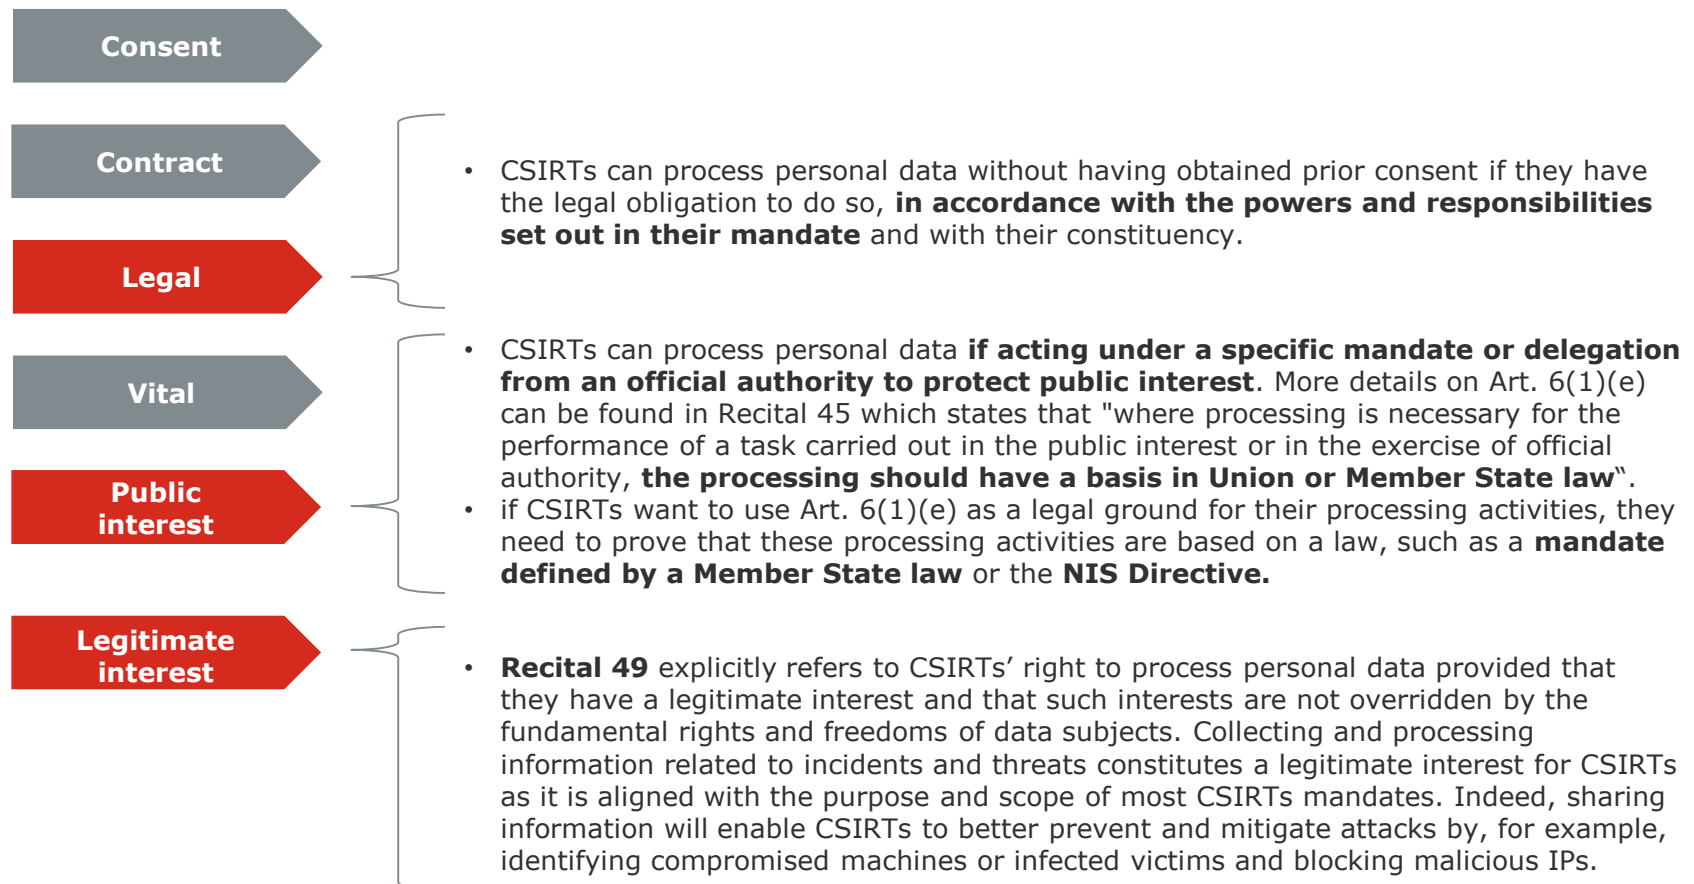 Consent
Contract
• CSIRTs can process personal data without having obtained prior consent if they have
the legal obligation to do so, in accordance with the powers and responsibilities
set out in their mandate and with their constituency.
Legal
• CSIRTs can process personal data if acting under a specific mandate or delegation
from an official authority to protect public interest. More details on Art. 6(1)(e)
can be found in Recital 45 which states that "where processing is necessary for the
performance of a task carried out in the public interest or in the exercise of official
authority, the processing should have a basis in Union or Member State law‟.
• if CSIRTs want to use Art. 6(1)(e) as a legal ground for their processing activities, they
need to prove that these processing activities are based on a law, such as a mandate
defined by a Member State law or the NIS Directive.
Vital
Public
interest
Legitimate
interest
• Recital 49 explicitly refers to CSIRTs’ right to process personal data provided that
they have a legitimate interest and that such interests are not overridden by the
fundamental rights and freedoms of data subjects. Collecting and processing
information related to incidents and threats constitutes a legitimate interest for CSIRTs
as it is aligned with the purpose and scope of most CSIRTs mandates. Indeed, sharing
information will enable CSIRTs to better prevent and mitigate attacks by, for example,
identifying compromised machines or infected victims and blocking malicious IPs.